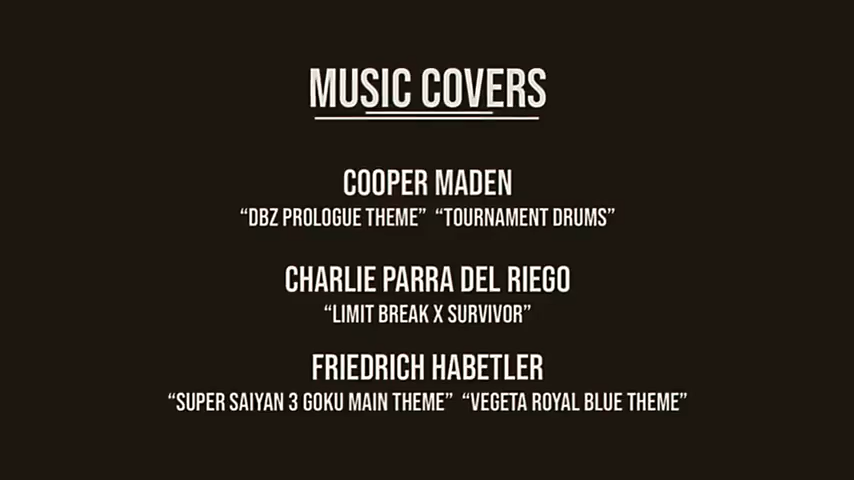 MUSIC COVERS
COOPER MADEN
“DBZ PROLOGUE THEME” “TOURNAMENT DRUMS”
CHARLIE PARRA DEL RIEGO
“LIMIT BREAK X SURVIVOR”
FRIEDRICH HABETLER
“SUPER SAIYAN 3 GOKU MAIN THEME” “VEGETA ROYAL BLUE THEME”